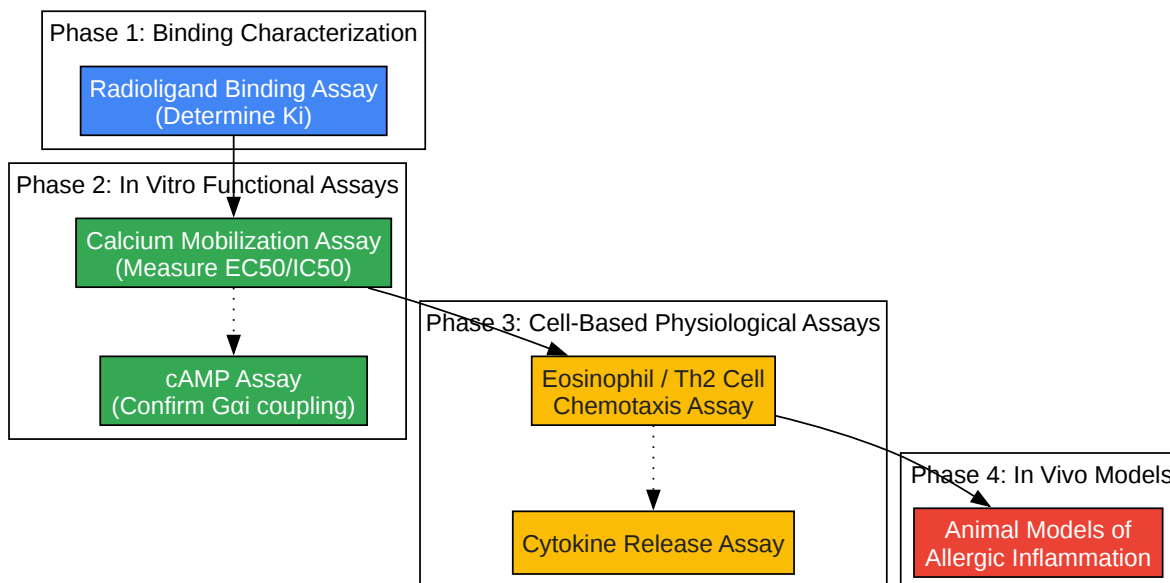 Phase 1: Binding Characterization
Radioligand Binding Assay
(Determine Ki)
Phase 2: In Vitro Functional Assays
Calcium Mobilization Assay
(Measure EC50/IC50)
cAMP Assay
(Confirm Gαi coupling)
Phase 3: Cell-Based Physiological Assays
Eosinophil / Th2 Cell
Chemotaxis Assay
Cytokine Release Assay
Phase 4: In Vivo Models
Animal Models of
Allergic Inflammation